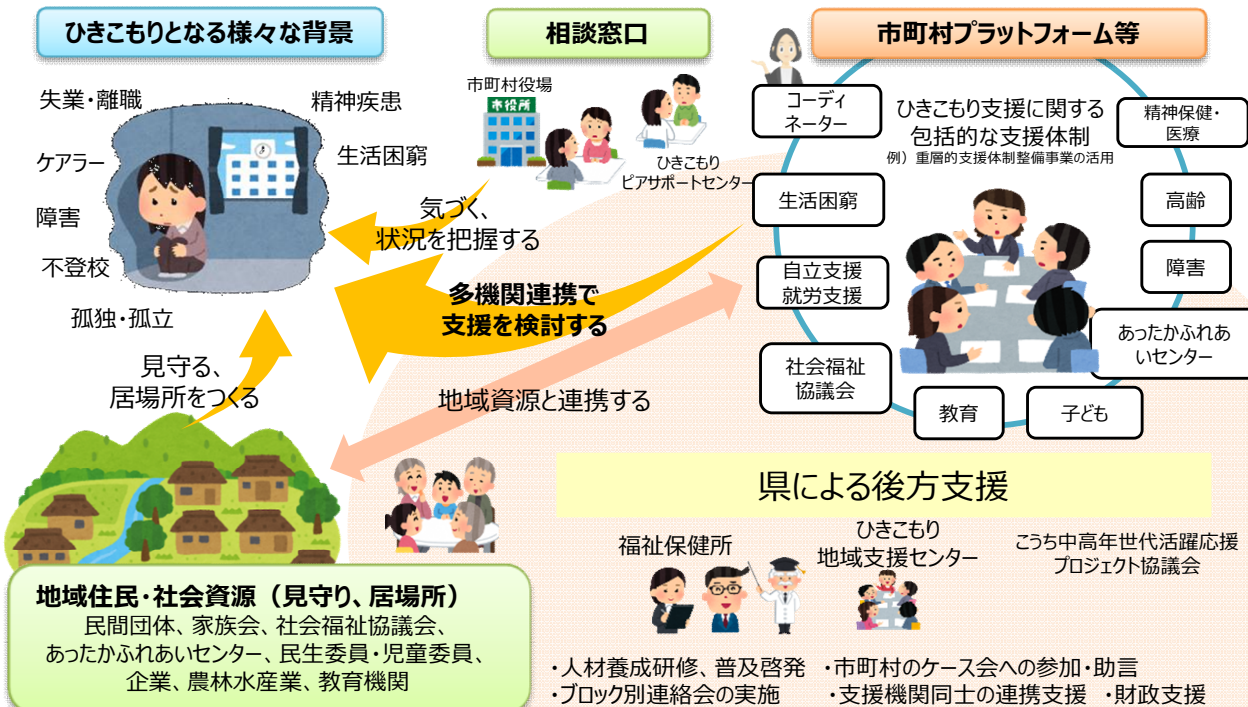 ひきこもりとなる様々な背景
失業・離職
精神疾患
ケアラー
生活困窮
障害
不登校
孤独・孤立
相談窓口
市町村役場
市役所
ひきこもり
ピアサポートセンター
気づく、
状況を把握する
多機関連携で
支援を検討する
見守る、
居場所をつくる
地域資源と連携する
市町村プラットフォーム等
コーディ
ネーター
ひきこもり支援に関する
包括的な支援体制
例）重層的支援体制整備事業の活用
精神保健・
医療
生活困窮
高齢
自立支援
就労支援
障害
社会福祉
協議会
あったかふれあ
いセンター
教育
子ども
県による後方支援
福祉保健所
ひきこもり
地域支援センター
こうち中高年世代活躍応援
プロジェクト協議会
・人材養成研修、普及啓発
・市町村のケース会への参加・助言
・ブロック別連絡会の実施
・支援機関同士の連携支援
・財政支援
地域住民・社会資源（見守り、居場所）
民間団体、家族会、社会福祉協議会、
あったかふれあいセンター、民生委員・児童委員、
企業、農林水産業、教育機関